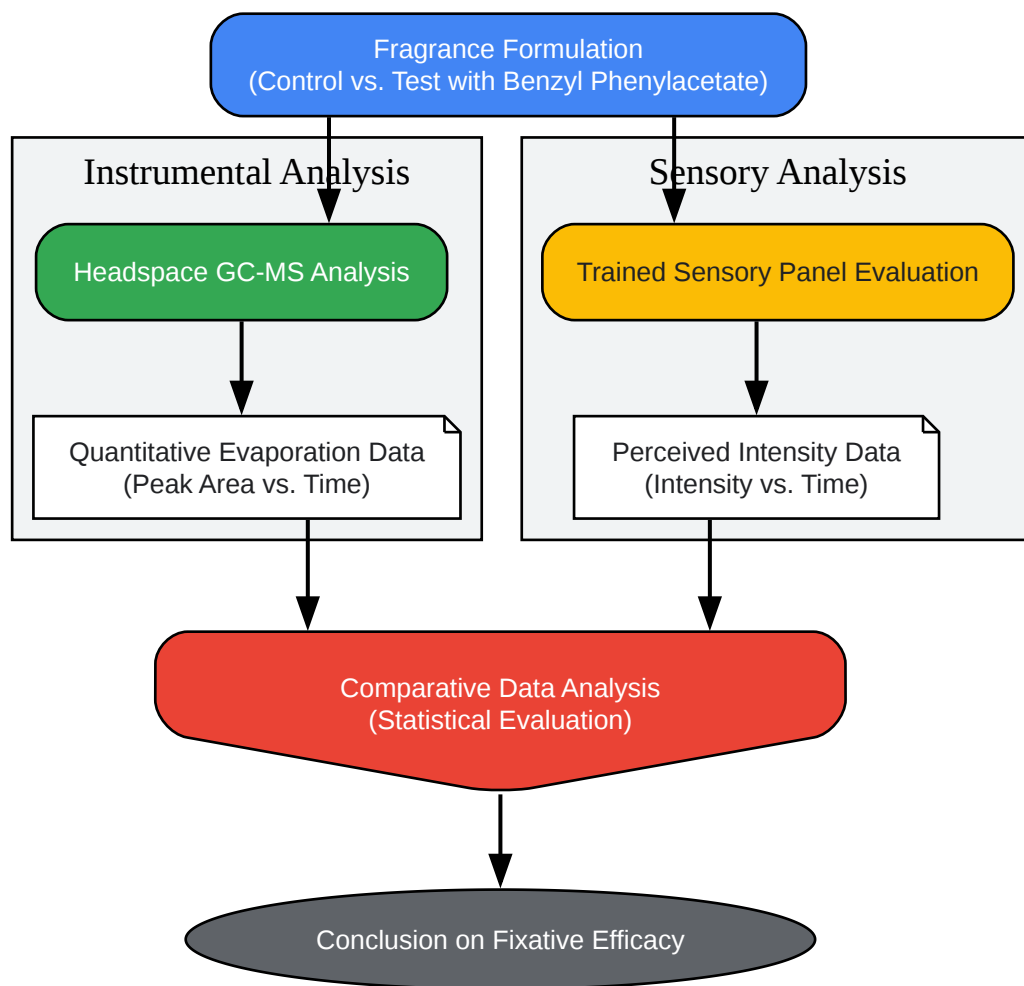 Fragrance Formulation
(Control vs. Test with Benzyl Phenylacetate)
Instrumental Analysis
Headspace GC-MS Analysis
Quantitative Evaporation Data
(Peak Area vs. Time)
Sensory Analysis
Trained Sensory Panel Evaluation
Perceived Intensity Data
(Intensity vs. Time)
Comparative Data Analysis
(Statistical Evaluation)
Conclusion on Fixative Efficacy